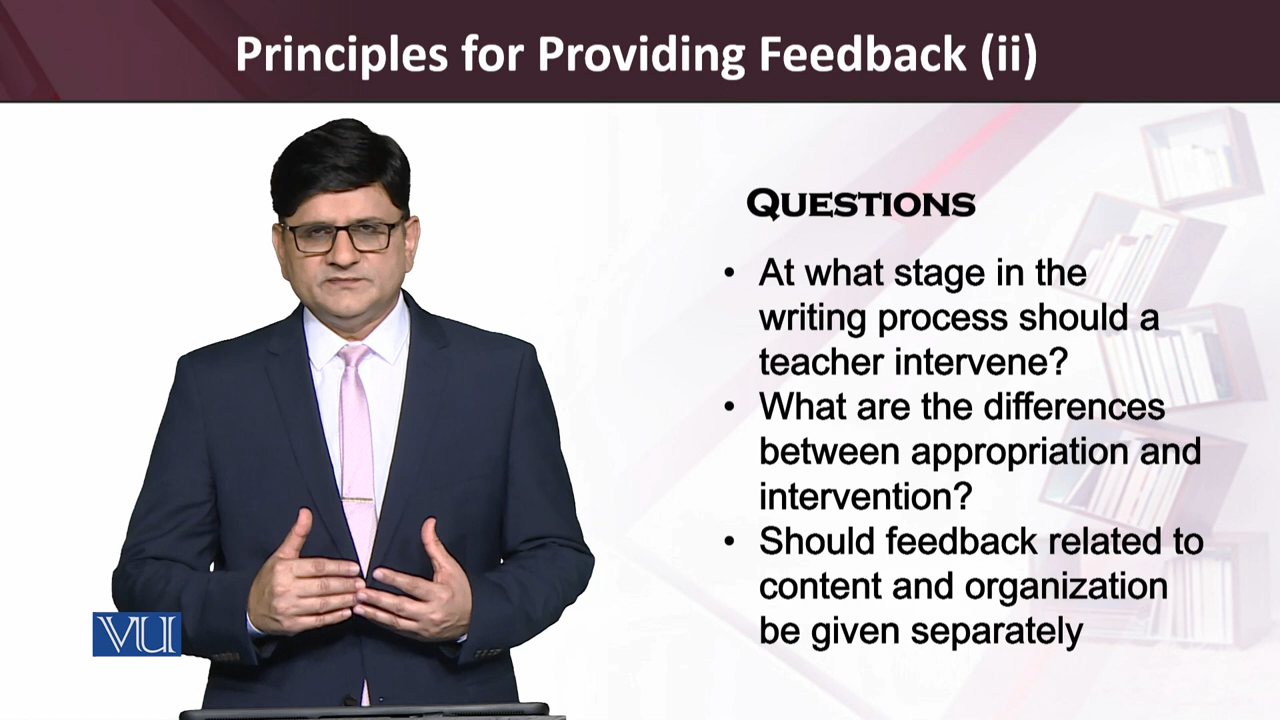 Principles for Providing Feedback (ii)
QUESTIONS
• At what stage in the
writing process should a
teacher intervene?
• What are the differences
between appropriation and
intervention?
• Should feedback related to
content and organization
be given separately
VU